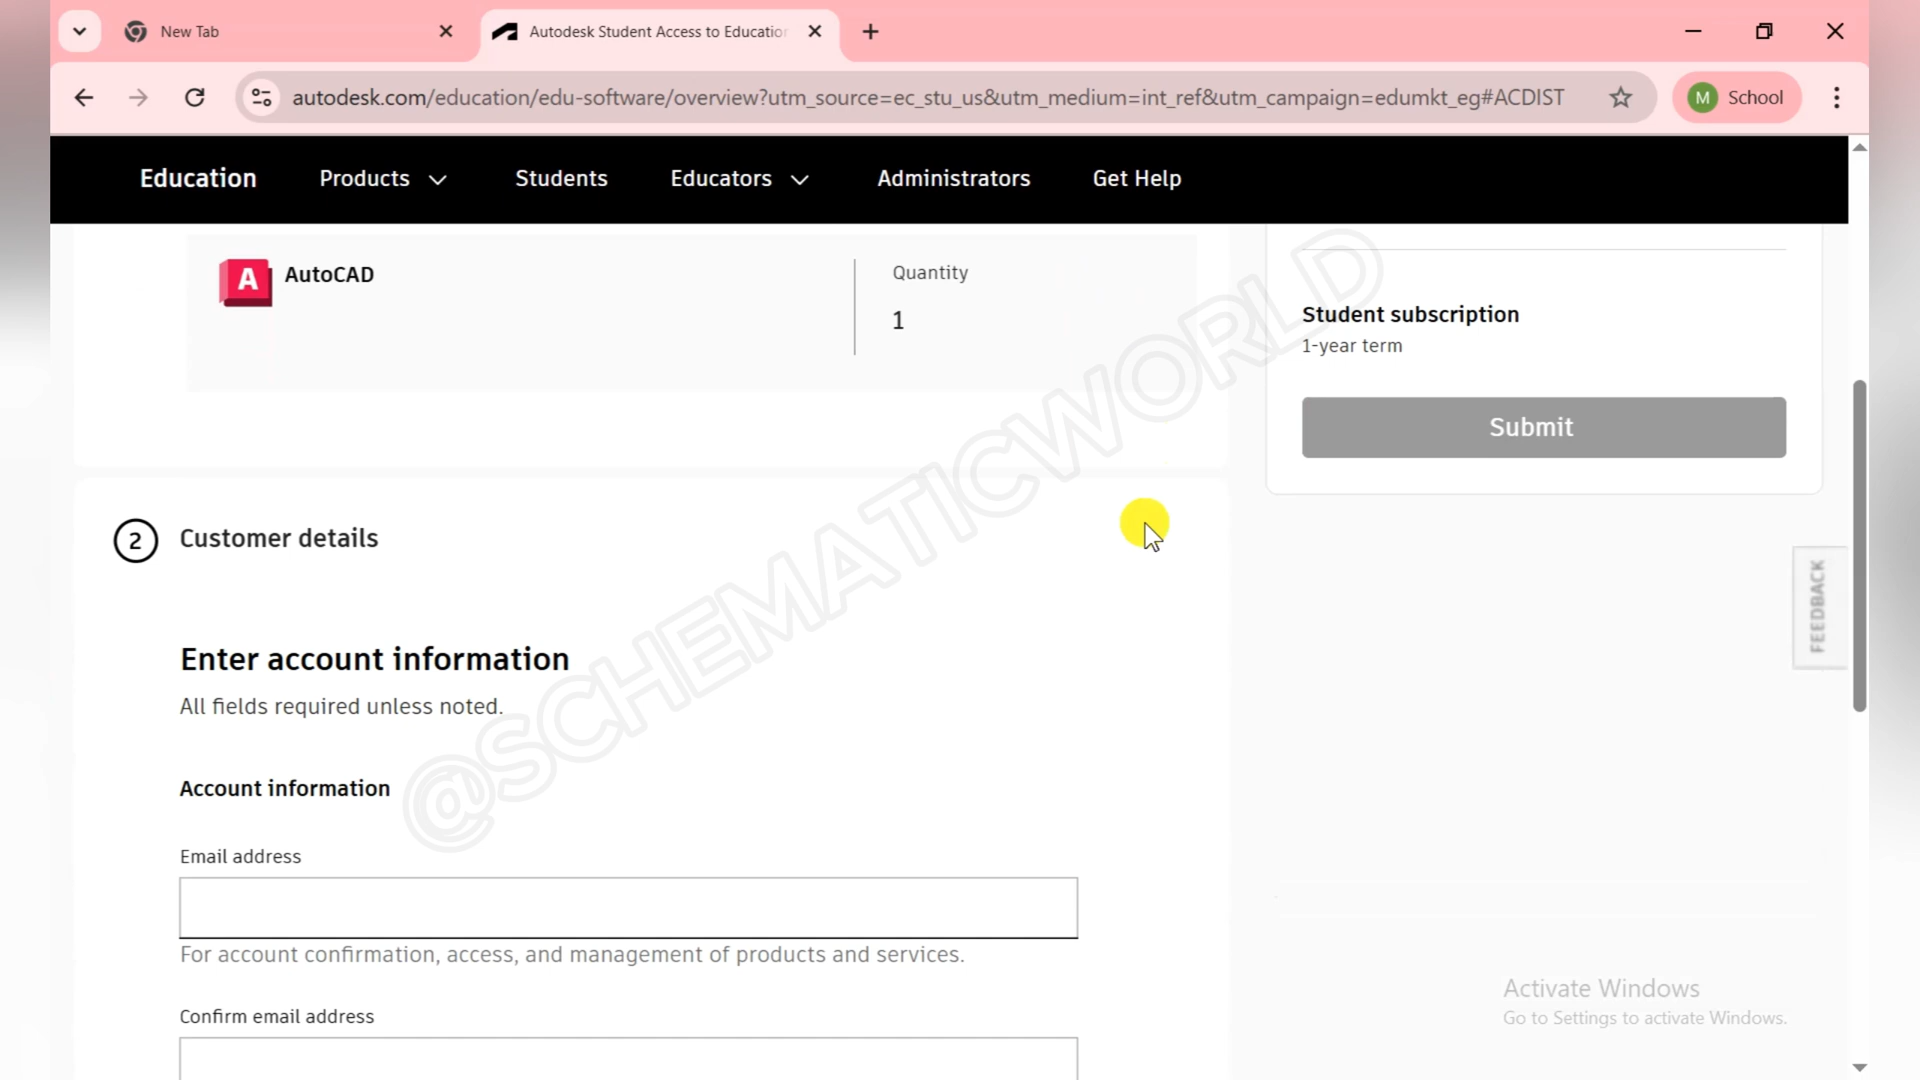 New Tab
Autodesk Student Access to Education
autodesk.com/education/edu-software/overview?utm_source=ec_stu_us&utm_medium=int_ref&utm_campaign=edumkt_eg#ACDIST
M School
Education Products Students Educators Administrators Get Help
A AutoCAD
Quantity
1
Student subscription
1-year term
Submit
2 Customer details
Enter account information
All fields required unless noted.
Account information
Email address
For account confirmation, access, and management of products and services.
Confirm email address
FEEDBACK
Activate Windows
Go to Settings to activate Windows.
@SCHEMATICWORLD